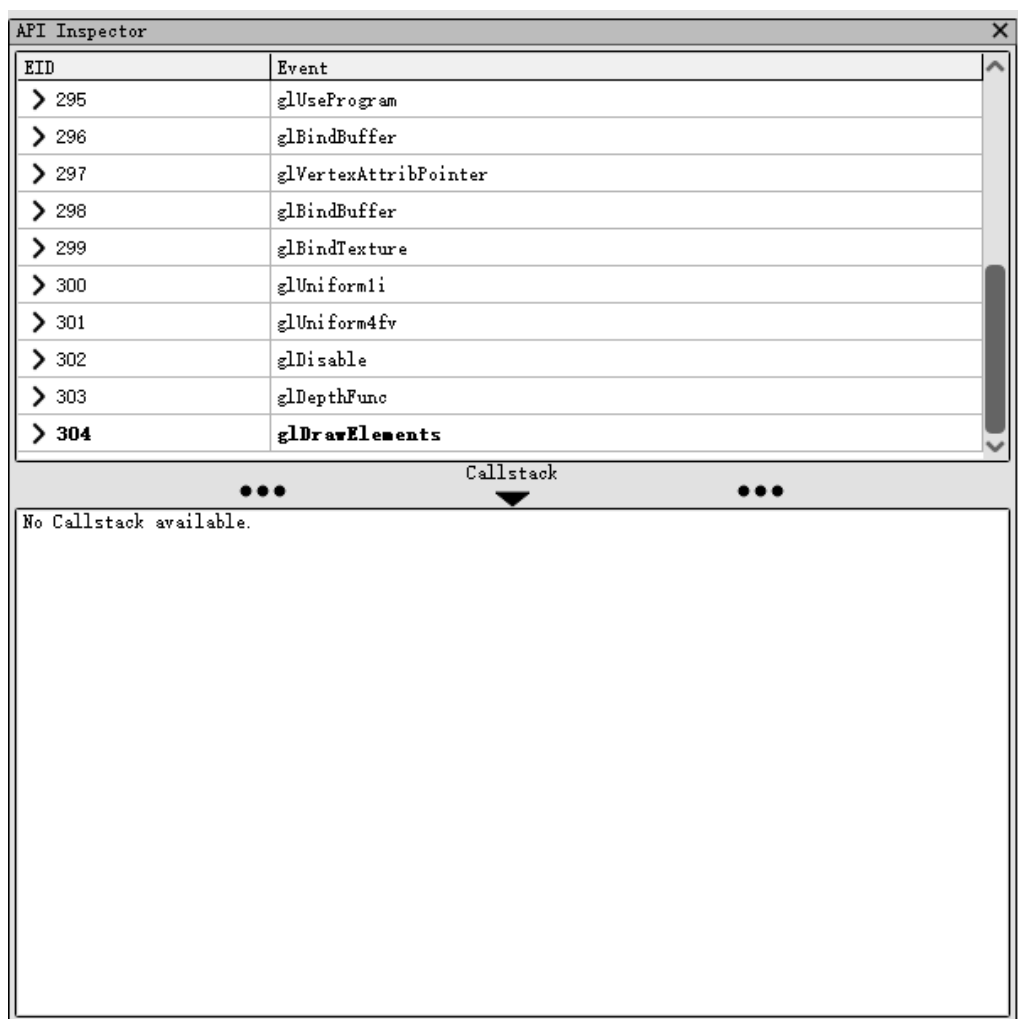 API Inspector
EID Event
295 glUseProgram
296 glBindBuffer
297 glVertexAttribPointer
298 glBindBuffer
299 glBindTexture
300 glUniform1i
301 glUniform4fv
302 glDisable
303 glDepthFunc
304 glDrawElements
Callstack
No Callstack available.